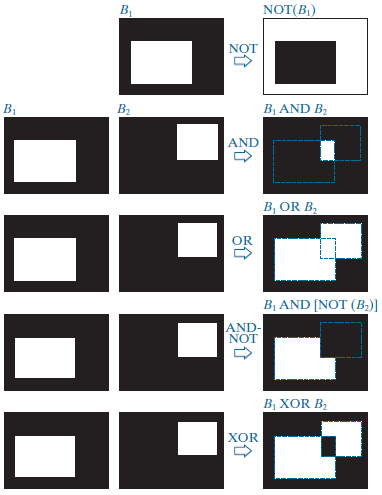 B₁
NOT(B₁)
NOT
B₁
B₂
B₁ AND B₂
AND
B₁ OR B₂
OR
B₁ AND [NOT (B₂)]
AND-
NOT
B₁ XOR B₂
XOR